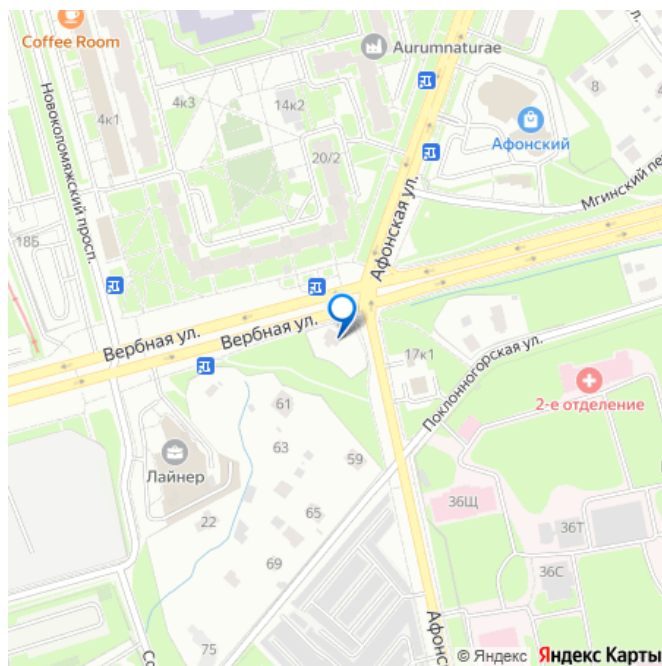 Coffee Room
Aurumnaturae
4к1
4к3
14к2
8
Афонский
20/2
Новоколомяжский просп.
Афонская ул.
Мгинский пе
18Б
Вербная ул.
Вербная ул.
17к1
Поклонногорская ул.
2-е отделение
61
63
59
Лайнер
22
65
69
36Щ
36Т
36С
75
Со
Афонс
© Яндекс Яндекс Карты